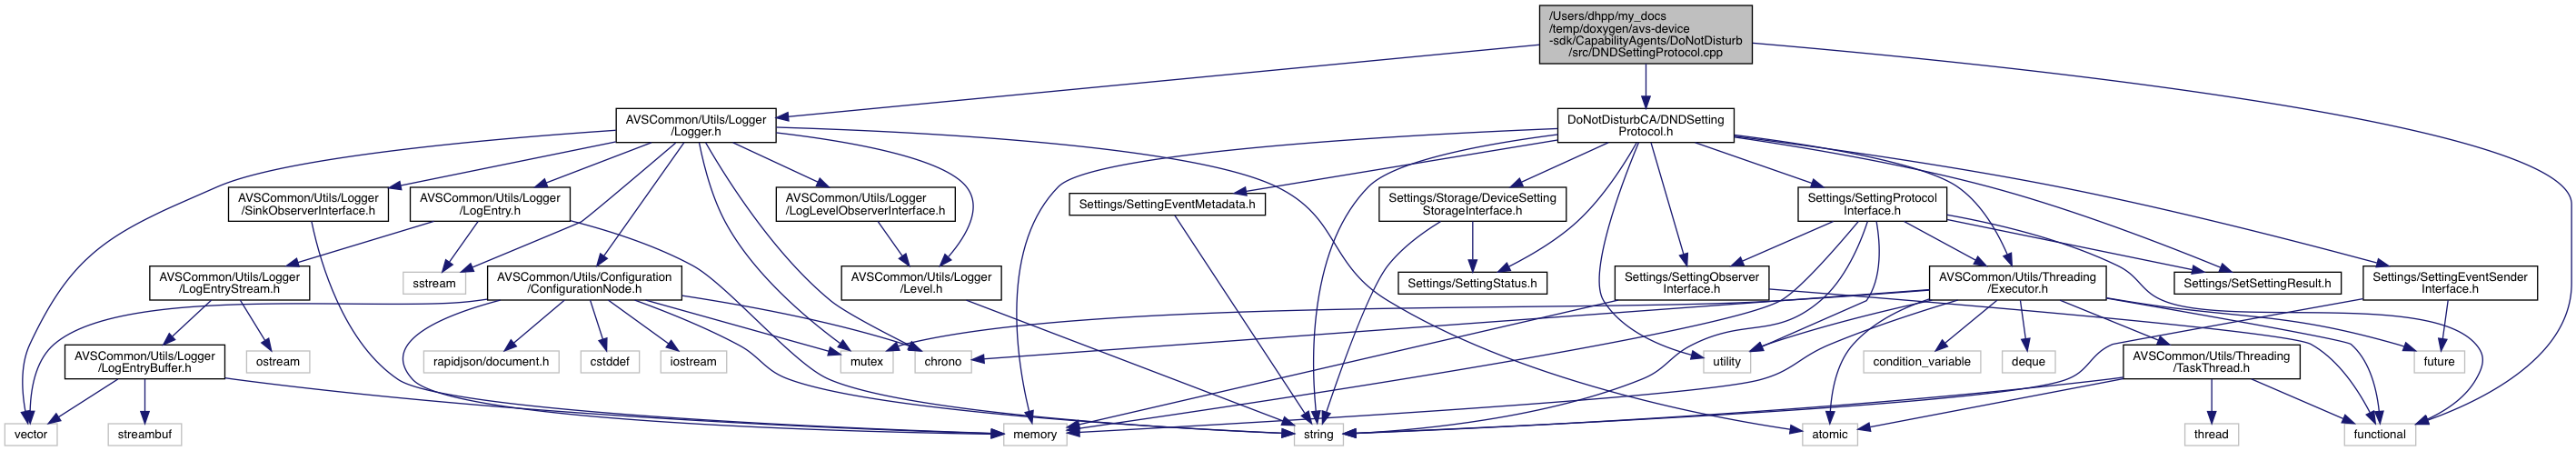 /Users/dhpp/my_docs
/temp/doxygen/avs-device
-sdk/CapabilityAgents/DoNotDisturb
/src/DNDSettingProtocol.cpp
AVSCommon/Utils/Logger
/Logger.h
DoNotDisturbCA/DNDSetting
Protocol.h
AVSCommon/Utils/Logger
/SinkObserverInterface.h
AVSCommon/Utils/Logger
/LogEntry.h
AVSCommon/Utils/Logger
/LogLevelObserverInterface.h
Settings/SettingEventMetadata.h
Settings/Storage/DeviceSetting
StorageInterface.h
Settings/SettingProtocol
Interface.h
AVSCommon/Utils/Logger
/LogEntryStream.h
sstream
AVSCommon/Utils/Configuration
/ConfigurationNode.h
AVSCommon/Utils/Logger
/Level.h
Settings/SettingStatus.h
Settings/SettingObserver
Interface.h
AVSCommon/Utils/Threading
/Executor.h
Settings/SetSettingResult.h
Settings/SettingEventSender
Interface.h
AVSCommon/Utils/Logger
/LogEntryBuffer.h
ostream
rapidjson/document.h
cstddef
iostream
mutex
chrono
utility
condition_variable
deque
AVSCommon/Utils/Threading
/TaskThread.h
future
vector
streambuf
memory
string
atomic
thread
functional